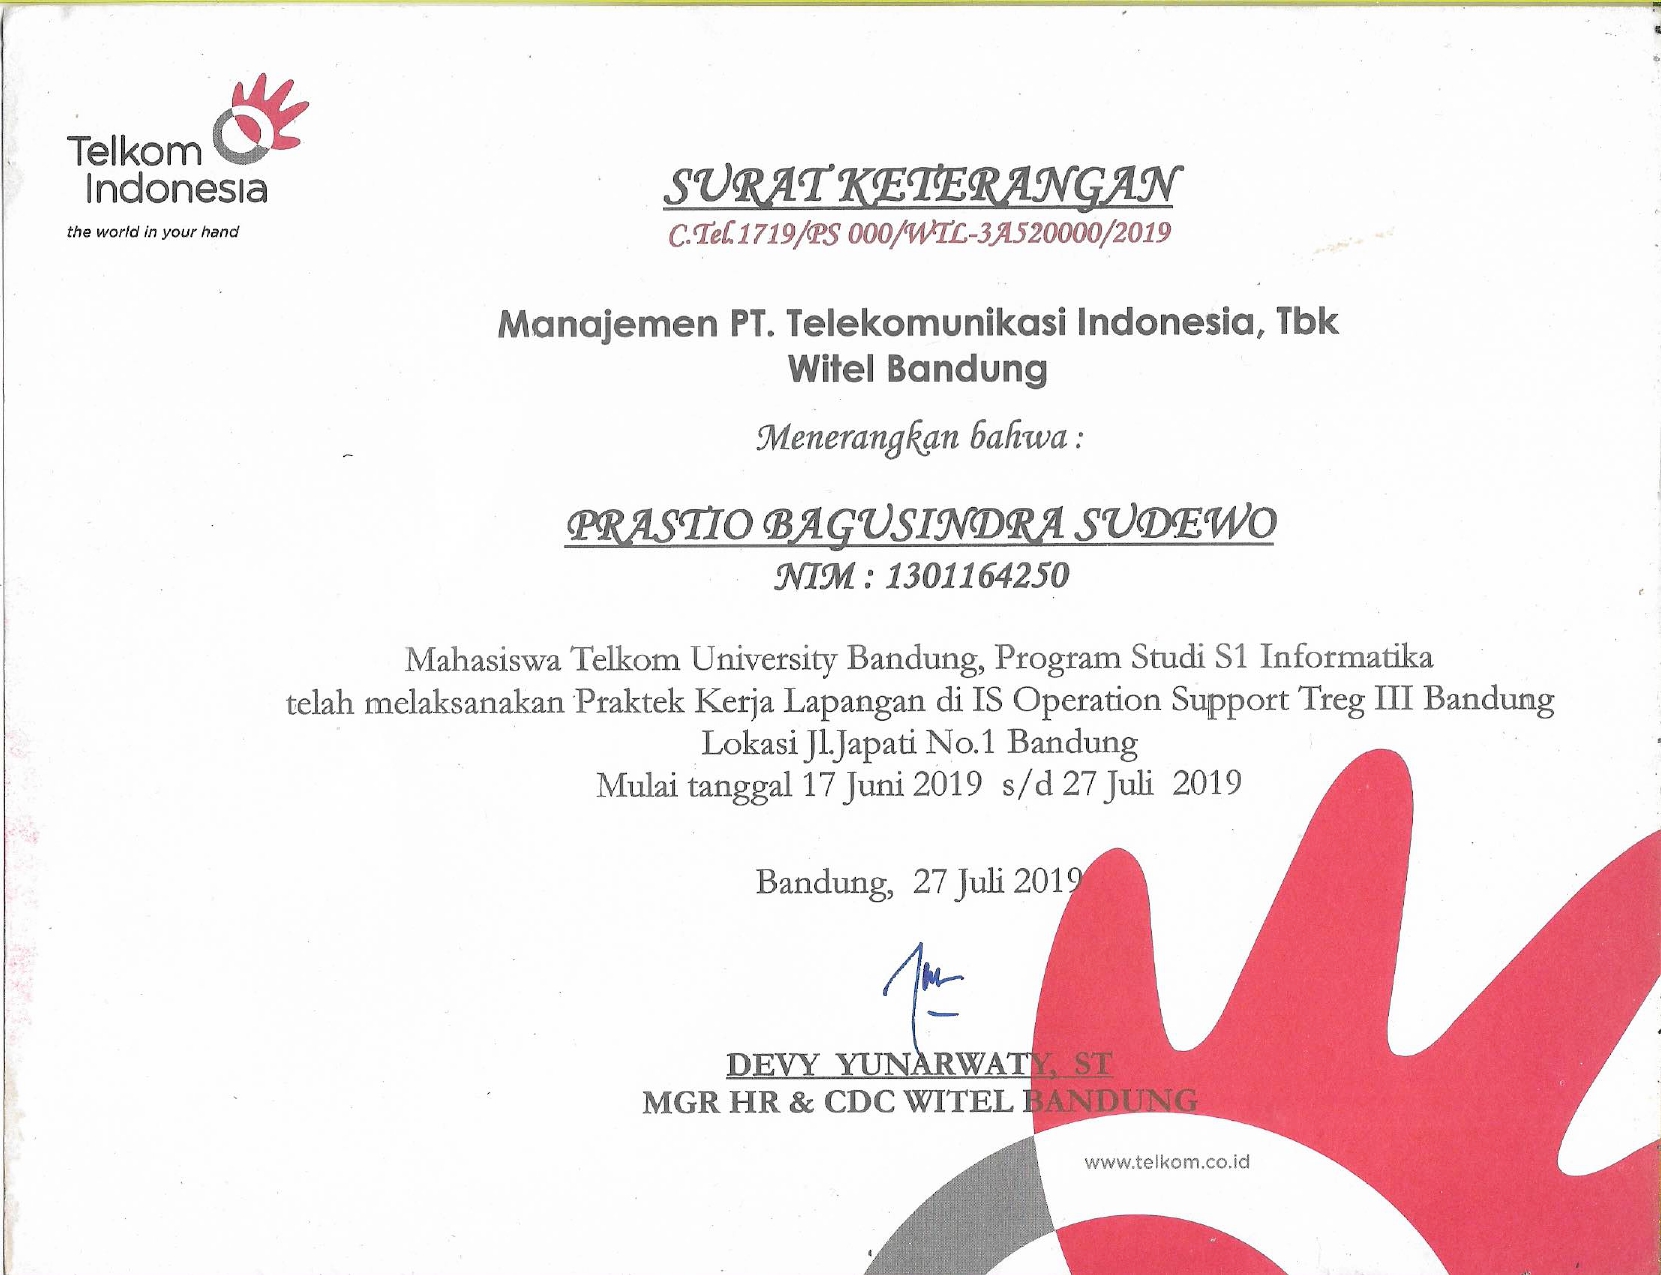 Telkom
Indonesia
the world in your hand
SURAT KETERANGAN
C.Tel.1719/PS 000/WTL-3A520000/2019
Manajemen PT. Telekomunikasi Indonesia, Tbk
Witel Bandung
Menerangkan bahwa :
PRASTIO BAGUSINDRA SUDEWO
NIM : 1301164250
Mahasiswa Telkom University Bandung, Program Studi S1 Informatika
telah melaksanakan Praktek Kerja Lapangan di IS Operation Support Treg III Bandung
Lokasi Jl.Japati No.1 Bandung
Mulai tanggal 17 Juni 2019 s/d 27 Juli 2019
Bandung, 27 Juli 2019
DEVY YUNARWATY, ST
MGR HR & CDC WITEL BANDUNG
www.telkom.co.id